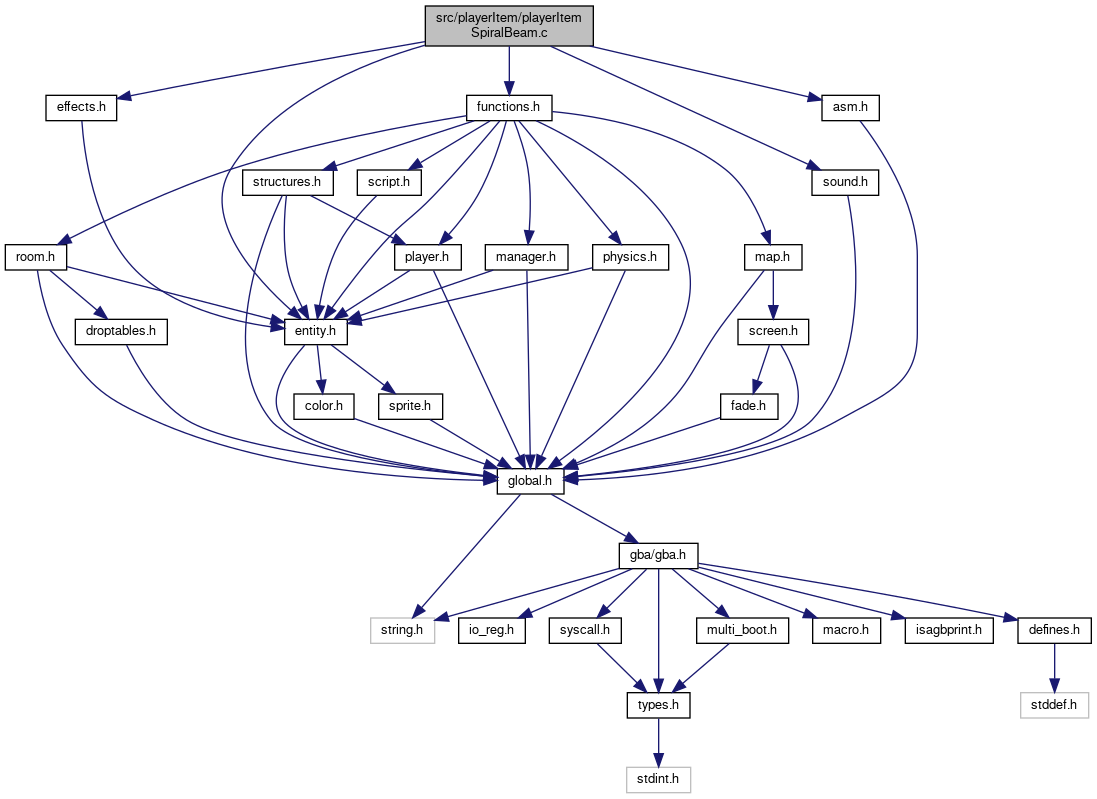 src/playerItem/playerItem
SpiralBeam.c
effects.h
functions.h
asm.h
structures.h
script.h
sound.h
room.h
player.h
manager.h
physics.h
map.h
droptables.h
entity.h
screen.h
color.h
sprite.h
fade.h
global.h
gba/gba.h
string.h
io_reg.h
syscall.h
multi_boot.h
macro.h
isagbprint.h
defines.h
types.h
stddef.h
stdint.h